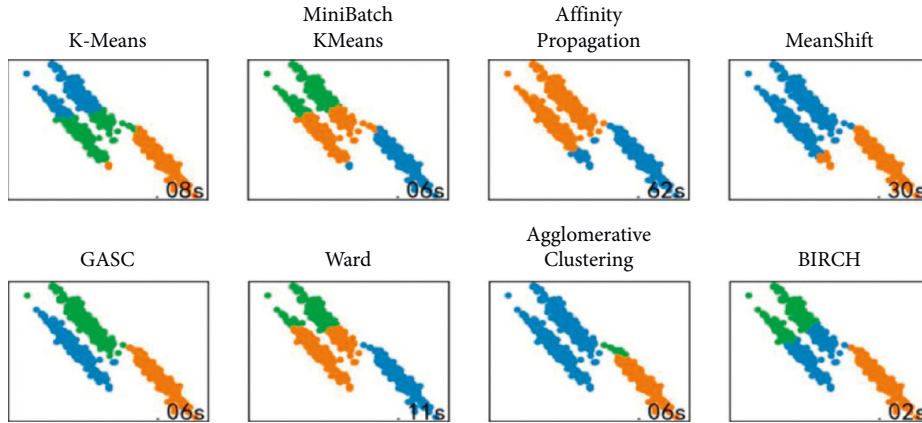 K-Means
MiniBatch
KMeans
Affinity
Propagation
MeanShift
.08s
.06s
.62s
.30s
GASC
Ward
Agglomerative
Clustering
BIRCH
.06s
.11s
.06s
.02s